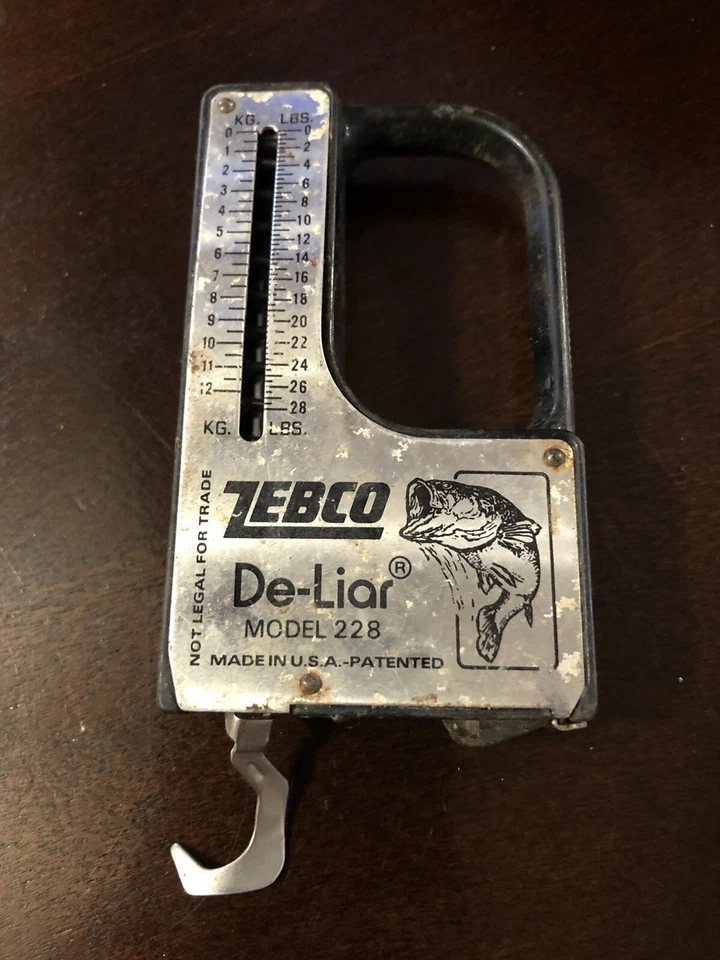 KG. LBS.
0 0
1 2
2 4
3 6
4 8
5 10
6 12
7 14
8 16
9 18
10 20
11 22
12 24
26
28
KG. LBS.
NOT LEGAL FOR TRADE
ZEBCO
De-Liar®
MODEL 228
MADE IN U.S.A.-PATENTED